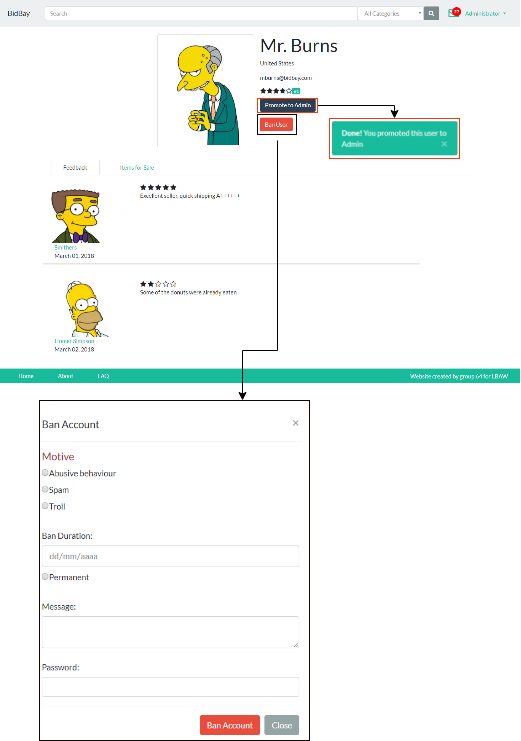 BidBay
Search
All Categories
Administrator
Mr. Burns
United States
mburns@bidbay.com
Promote to Admin
Ban User
Done! You promoted this user to
Admin
Feedback
Items for Sale
Excellent seller, quick shipping A+++++
Smithers
March 01, 2018
Some of the donuts were already eaten
Homer Simpson
March 02, 2018
Home
About
FAQ
Website created by group 64 for LBAW
Ban Account
Motive
Abusive behaviour
Spam
Troll
Ban Duration:
dd/mm/aaaa
Permanent
Message:
Password:
Ban Account
Close